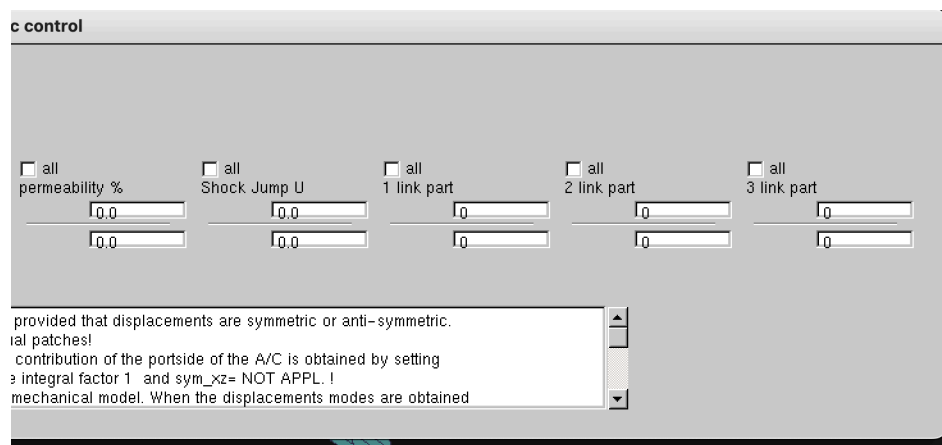 c control
all all all all all
permeability % Shock Jump U 1 link part 2 link part 3 link part
0.0 0.0 0 0 0
0.0 0.0 0 0 0
provided that displacements are symmetric or anti-symmetric.
nal patches!
contribution of the portside of the A/C is obtained by setting
e integral factor 1 and sym_xz= NOT APPL. !
mechanical model. When the displacements modes are obtained